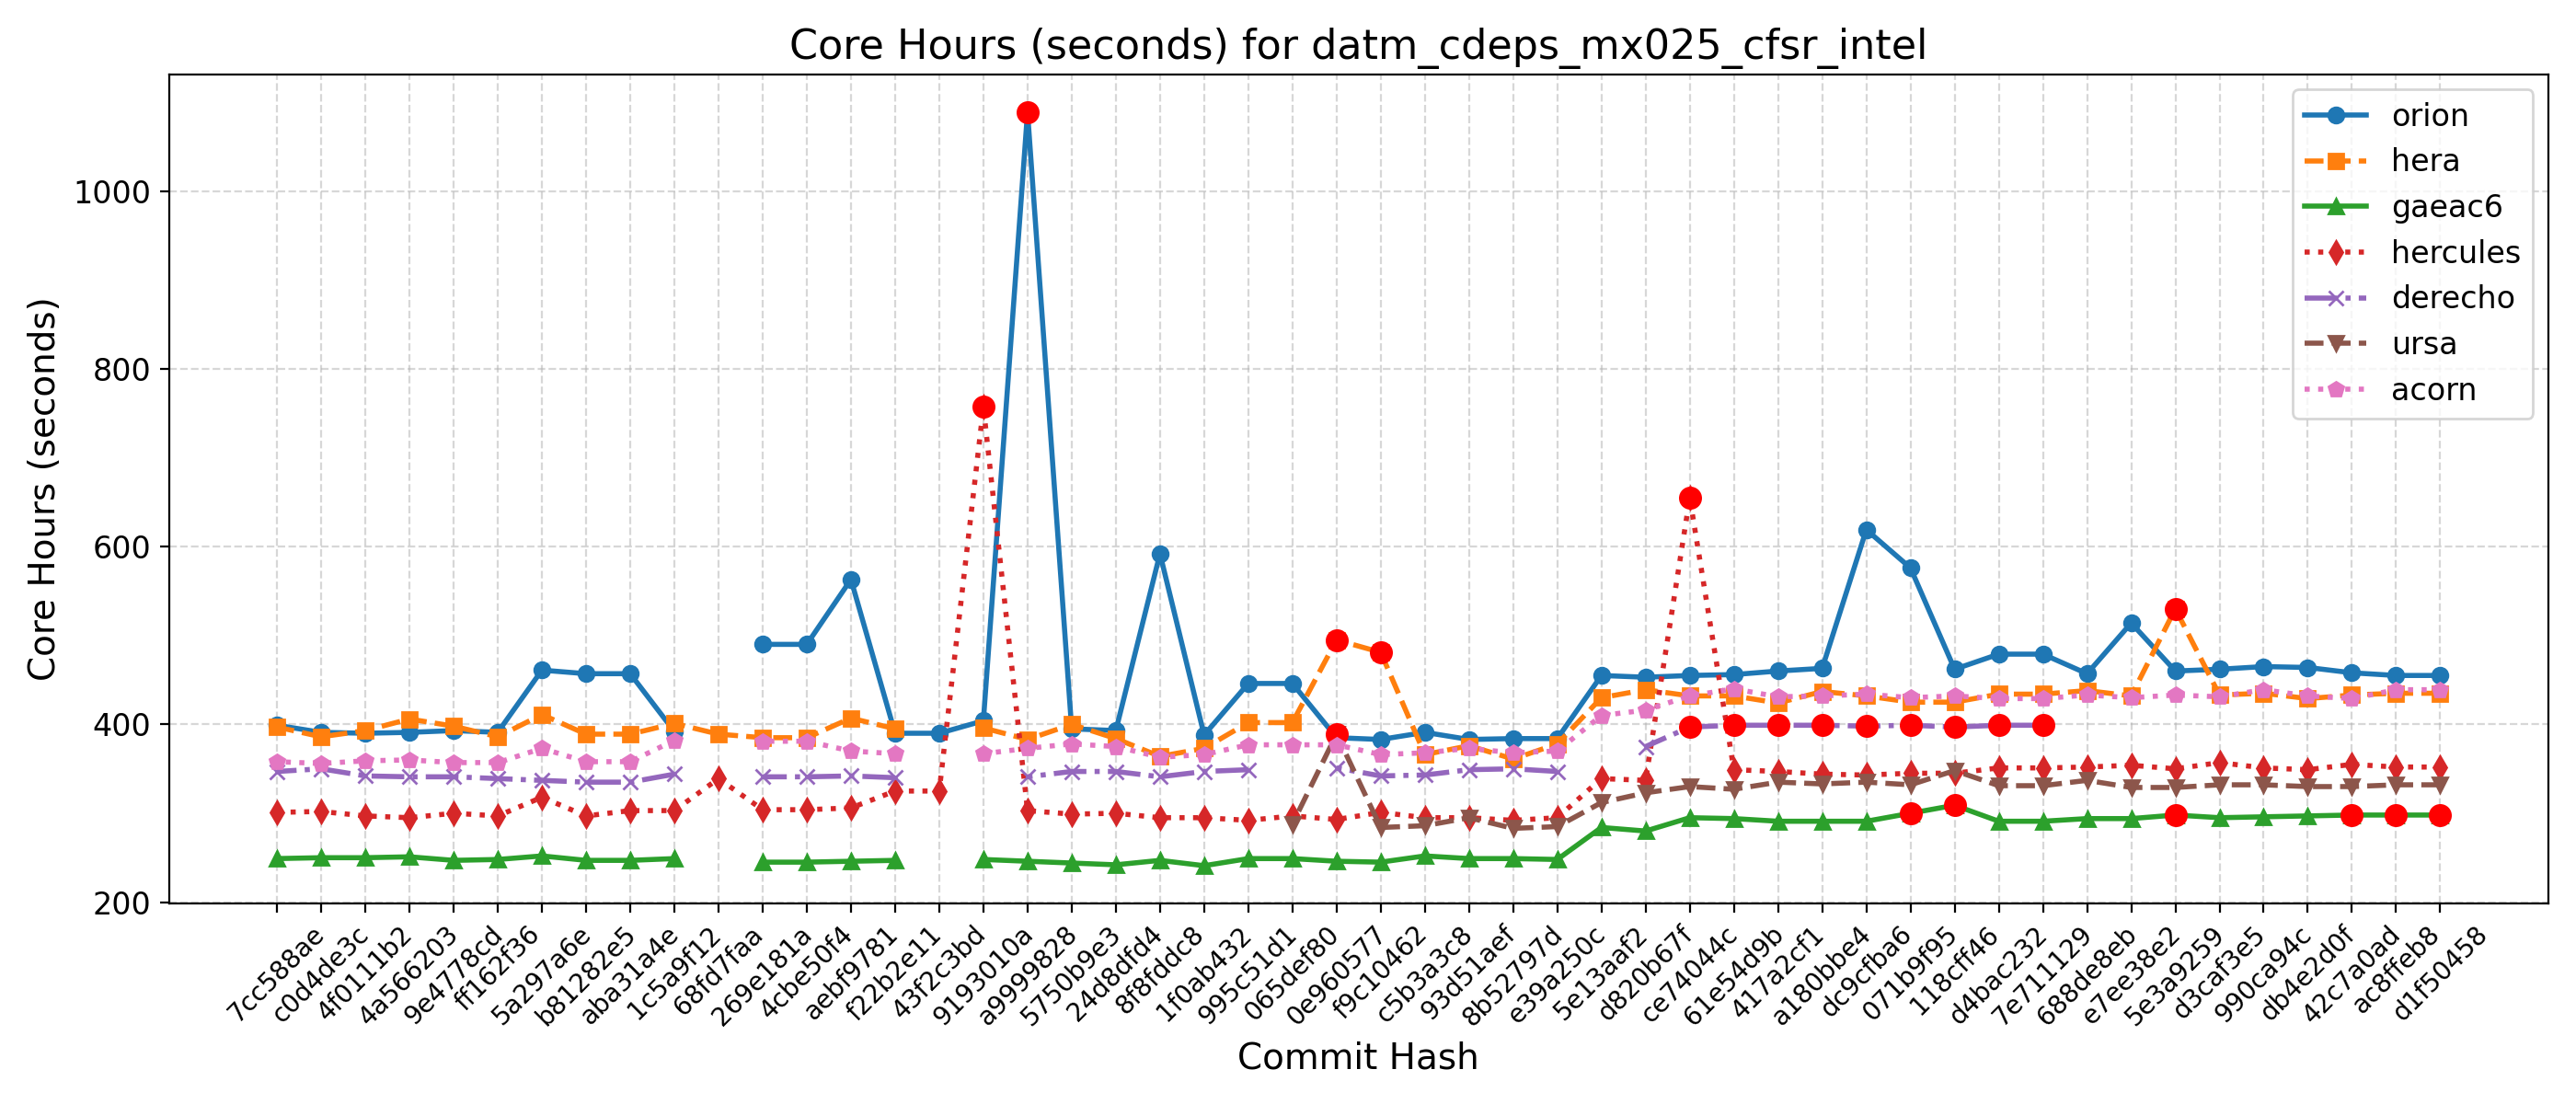 Core Hours (seconds) for datm_cdeps_mx025_cfsr_intel
Core Hours (seconds)
1000
800
600
400
200
orion
hera
gaeac6
hercules
derecho
ursa
acorn
7cc588ae
c0d4de3c
4f0111b2
4a566203
9e4778cd
ff162f36
5a297a6e
b81282e5
aba31a4e
1c5a9f12
68fd7faa
269e181a
4cbe50f4
aebf9781
f22b2e11
43f2c3bd
9193010a
a9999828
5750b9e3
24d8dfd4
8f8fddc8
1f0ab432
995c51d1
065def80
0e960577
f9c10462
c5b3a3c8
93d51aef
8b52797d
e39a250c
5e13aaf2
d820b67f
ce74044c
61e54d9b
417a2cf1
a180bbe4
dc9cfba6
071b9f95
118cff46
d4bac232
7e711129
688de8eb
e7ee38e2
5e3a9259
d3caf3e5
990ca94c
db4e2d0f
42c7a0ad
ac8ffeb8
d1f50458
Commit Hash